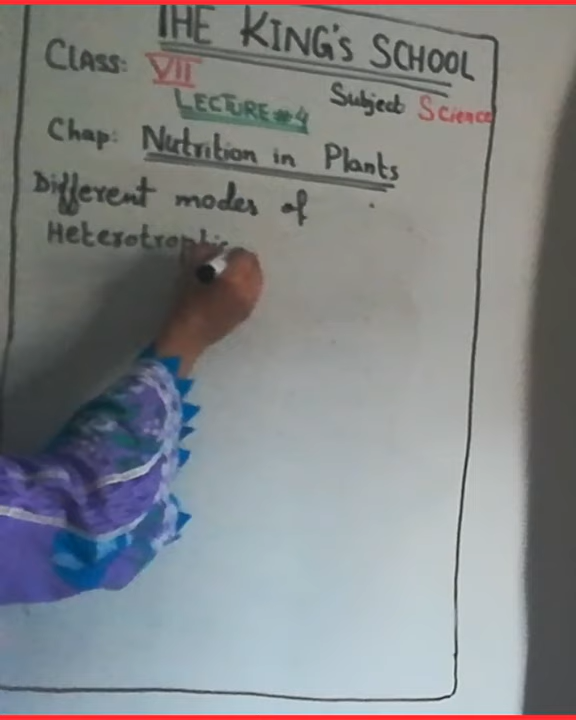 THE KING'S SCHOOL
CLASS: VII
Subject Science
LECTURE #4
Chap: Nutrition in Plants
Different modes of
Heterotrophic